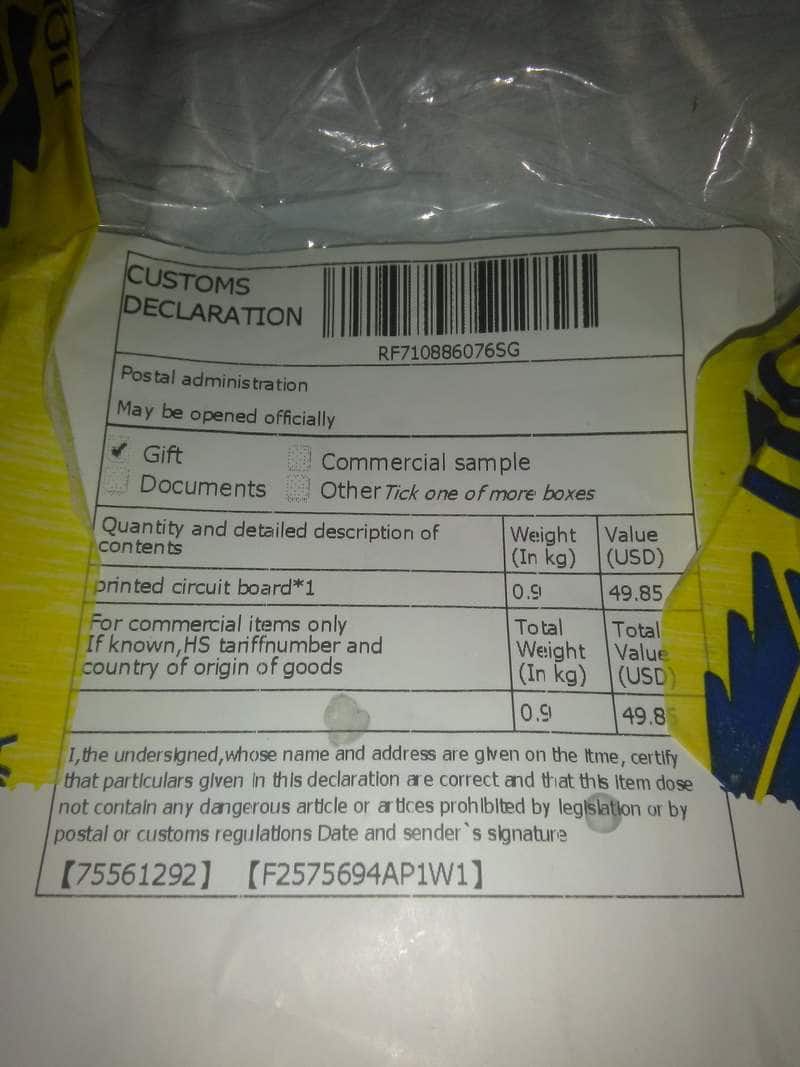 CUSTOMS
DECLARATION
RF710886076SG
Postal administration
May be opened officially
Gift
Commercial sample
Documents
Other Tick one of more boxes
Quantity and detailed description of
contents
Weight
(In kg)
Value
(USD)
printed circuit board*1
0.9
49.85
For commercial items only
If known,HS tariffnumber and
country of origin of goods
Total
Weight
(In kg)
Total
Value
(USD)
0.9
49.85
I,the undersigned,whose name and address are given on the itme, certify
that particulars given in this declaration are correct and that this item dose
not contain any dangerous article or artices prohibited by legislation or by
postal or customs regulations Date and sender`s signature
【75561292】 【F2575694AP1W1】